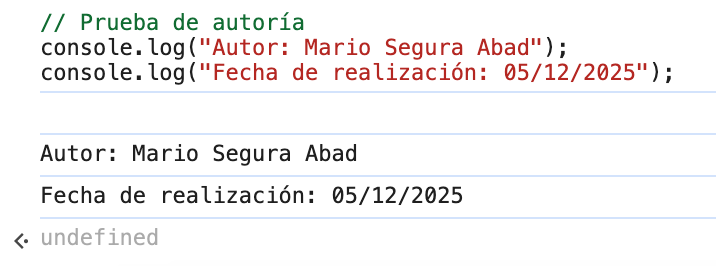 // Prueba de autoría
console.log("Autor: Mario Segura Abad");
console.log("Fecha de realización: 05/12/2025");
Autor: Mario Segura Abad
Fecha de realización: 05/12/2025
undefined